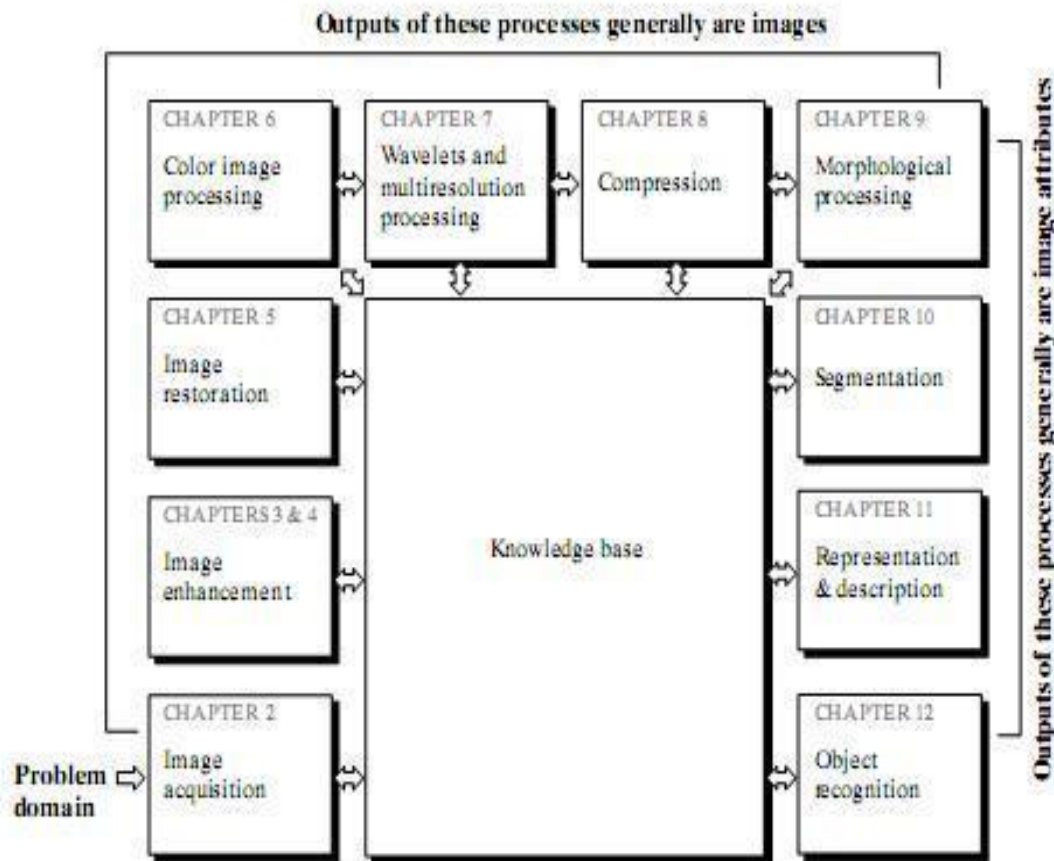 Outputs of these processes generally are images
CHAPTER 6
Color image
processing
CHAPTER 7
Wavelets and
multiresolution
processing
CHAPTER 8
Compression
CHAPTER 9
Morphological
processing
CHAPTER 5
Image
restoration
CHAPTER 10
Segmentation
CHAPTERS 3 & 4
Image
enhancement
Knowledge base
CHAPTER 11
Representation
& description
CHAPTER 2
Image
acquisition
CHAPTER 12
Object
recognition
Problem
domain
Outputs of these processes generally are image attributes